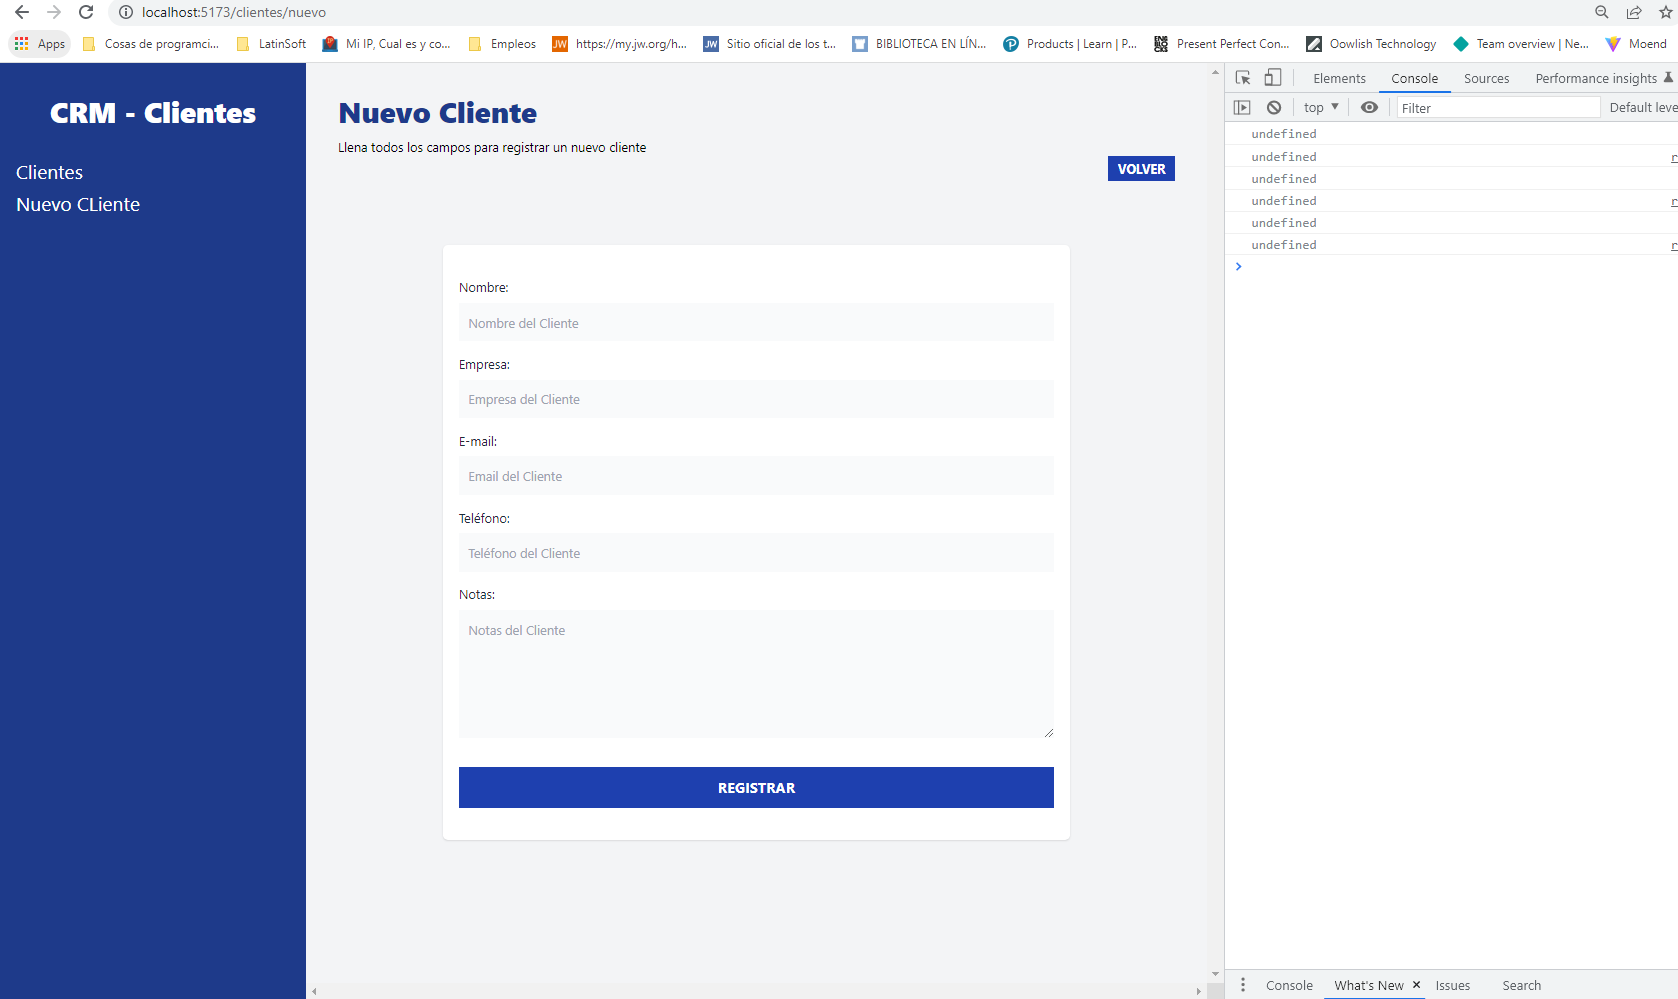 localhost:5173/clientes/nuevo
Apps Cosas de programci... LatinSoft Mi IP, Cual es y co... Empleos JW https://my.jw.org/h... JW Sitio oficial de los t... BIBLIOTECA EN LÍN... Products | Learn | P... Present Perfect Con... Oowlish Technology Team overview | Ne... Moend
CRM - Clientes
Clientes
Nuevo CLiente
Nuevo Cliente
Llena todos los campos para registrar un nuevo cliente
VOLVER
Nombre:
Nombre del Cliente
Empresa:
Empresa del Cliente
E-mail:
Email del Cliente
Teléfono:
Teléfono del Cliente
Notas:
Notas del Cliente
REGISTRAR
Elements Console Sources Performance insights
top Filter Default leve
undefined
undefined r
undefined
undefined r
undefined
undefined r
Console What's New Issues Search